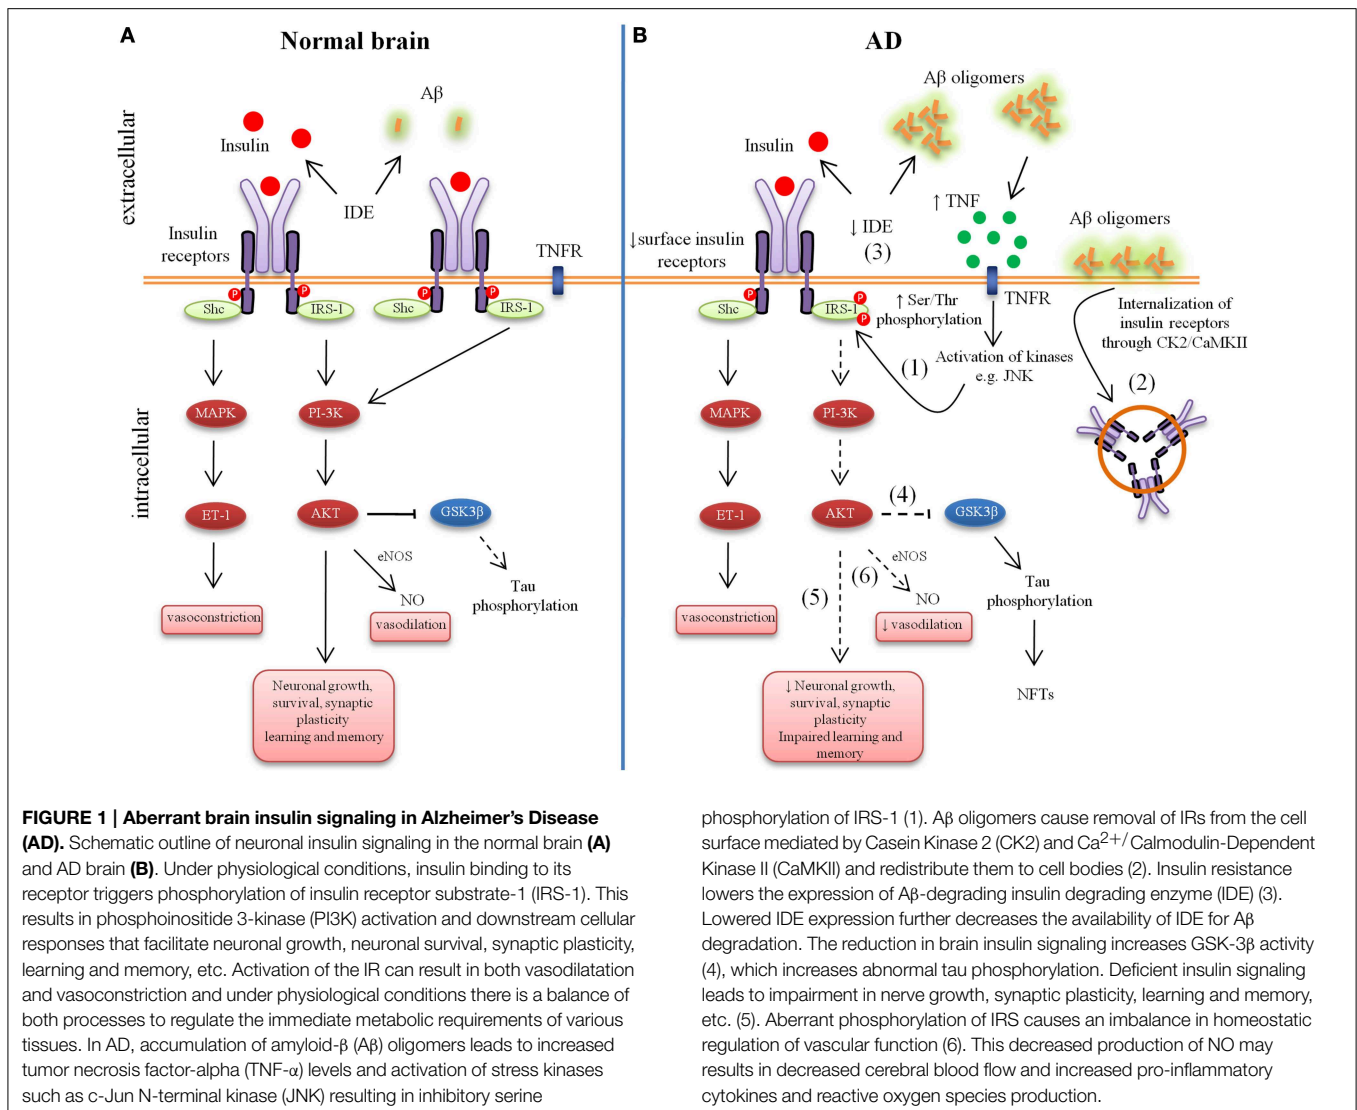 A
Normal brain
extracellular
intracellular
Aβ
Insulin
IDE
Insulin
receptors
TNFR
P
P
P
P
Shc
IRS-1
Shc
IRS-1
MAPK
PI-3K
ET-1
AKT
GSK3β
eNOS
NO
Tau
phosphorylation
vasoconstriction
vasodilation
Neuronal growth,
survival, synaptic
plasticity
learning and memory
B
AD
Aβ oligomers
Insulin
↑ TNF
↓ IDE
(3)
Aβ oligomers
↓surface insulin
receptors
P
P
P
Shc
IRS-1
↑ Ser/Thr
phosphorylation
TNFR
Internalization of
insulin receptors
through CK2/CaMKII
(1)
Activation of kinases
e.g. JNK
(2)
MAPK
PI-3K
ET-1
AKT
(4)
GSK3β
eNOS
(6)
(5)
NO
Tau
phosphorylation
vasoconstriction
↓ vasodilation
NFTs
↓ Neuronal growth,
survival, synaptic
plasticity
Impaired learning and
memory
FIGURE 1 | Aberrant brain insulin signaling in Alzheimer's Disease
(AD). Schematic outline of neuronal insulin signaling in the normal brain (A)
and AD brain (B). Under physiological conditions, insulin binding to its
receptor triggers phosphorylation of insulin receptor substrate-1 (IRS-1). This
results in phosphoinositide 3-kinase (PI3K) activation and downstream cellular
responses that facilitate neuronal growth, neuronal survival, synaptic plasticity,
learning and memory, etc. Activation of the IR can result in both vasodilatation
and vasoconstriction and under physiological conditions there is a balance of
both processes to regulate the immediate metabolic requirements of various
tissues. In AD, accumulation of amyloid-β (Aβ) oligomers leads to increased
tumor necrosis factor-alpha (TNF-α) levels and activation of stress kinases
such as c-Jun N-terminal kinase (JNK) resulting in inhibitory serine
phosphorylation of IRS-1 (1). Aβ oligomers cause removal of IRs from the cell
surface mediated by Casein Kinase 2 (CK2) and Ca2+/Calmodulin-Dependent
Kinase II (CaMKII) and redistribute them to cell bodies (2). Insulin resistance
lowers the expression of Aβ-degrading insulin degrading enzyme (IDE) (3).
Lowered IDE expression further decreases the availability of IDE for Aβ
degradation. The reduction in brain insulin signaling increases GSK-3β activity
(4), which increases abnormal tau phosphorylation. Deficient insulin signaling
leads to impairment in nerve growth, synaptic plasticity, learning and memory,
etc. (5). Aberrant phosphorylation of IRS causes an imbalance in homeostatic
regulation of vascular function (6). This decreased production of NO may
results in decreased cerebral blood flow and increased pro-inflammatory
cytokines and reactive oxygen species production.